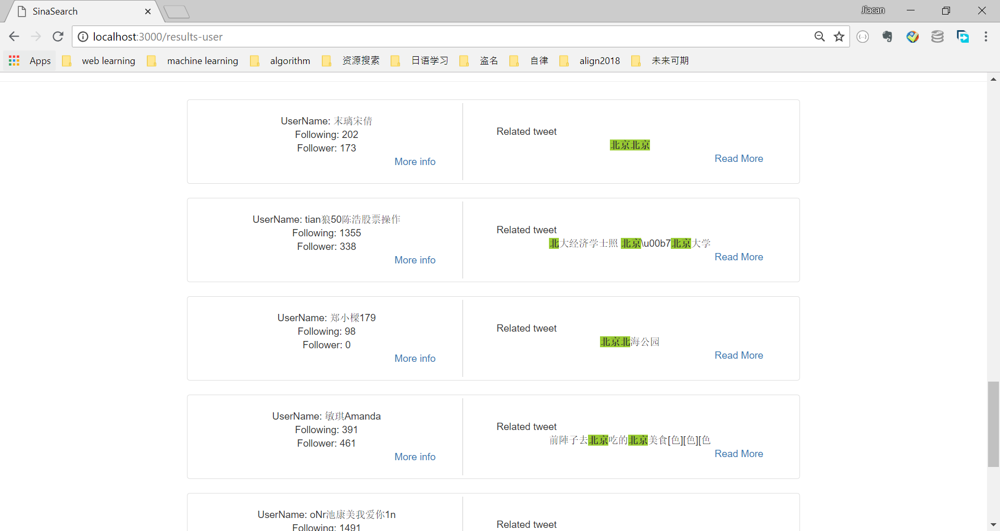 SinaSearch
Jiacan
localhost:3000/results-user
Apps web learning machine learning algorithm 资源搜索 日语学习 盗名 自律 align2018 未来可期
UserName: 末璃宋倩
Following: 202
Follower: 173
More info
Related tweet
北京北京
Read More
UserName: tian狼50陈浩股票操作
Following: 1355
Follower: 338
More info
Related tweet
北大经济学士照 北京\u00b7北京大学
Read More
UserName: 郑小樑179
Following: 98
Follower: 0
More info
Related tweet
北京北海公园
Read More
UserName: 敏琪Amanda
Following: 391
Follower: 461
More info
Related tweet
前陣子去北京吃的北京美食[色][色][色
Read More
UserName: oNr池康美我爱你1n
Following: 1491
Related tweet